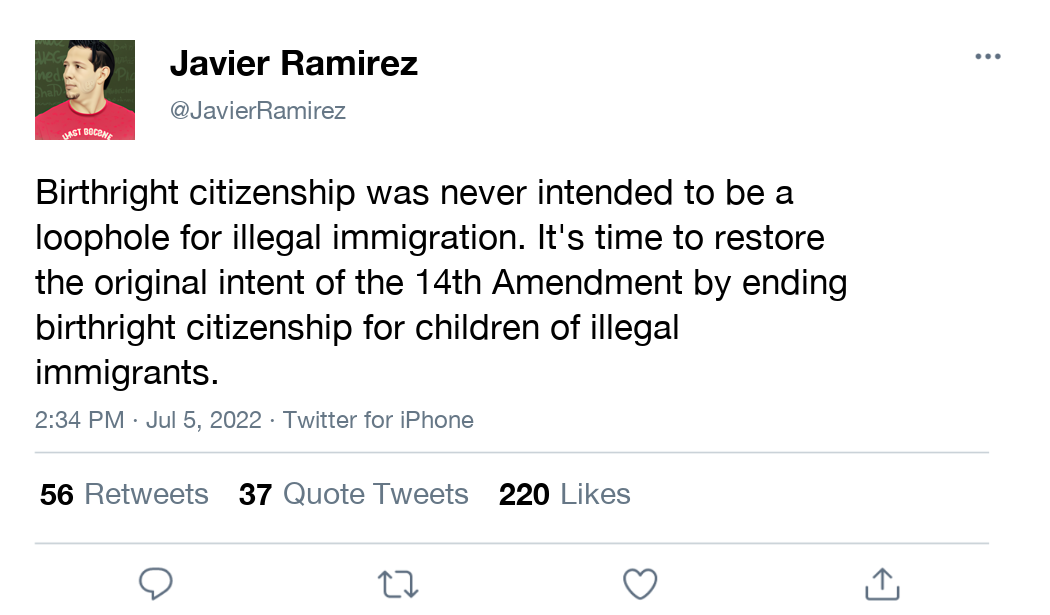 Javier Ramirez
@JavierRamirez
Birthright citizenship was never intended to be a
loophole for illegal immigration. It's time to restore
the original intent of the 14th Amendment by ending
birthright citizenship for children of illegal
immigrants.
2:34 PM · Jul 5, 2022 · Twitter for iPhone
56 Retweets 37 Quote Tweets 220 Likes